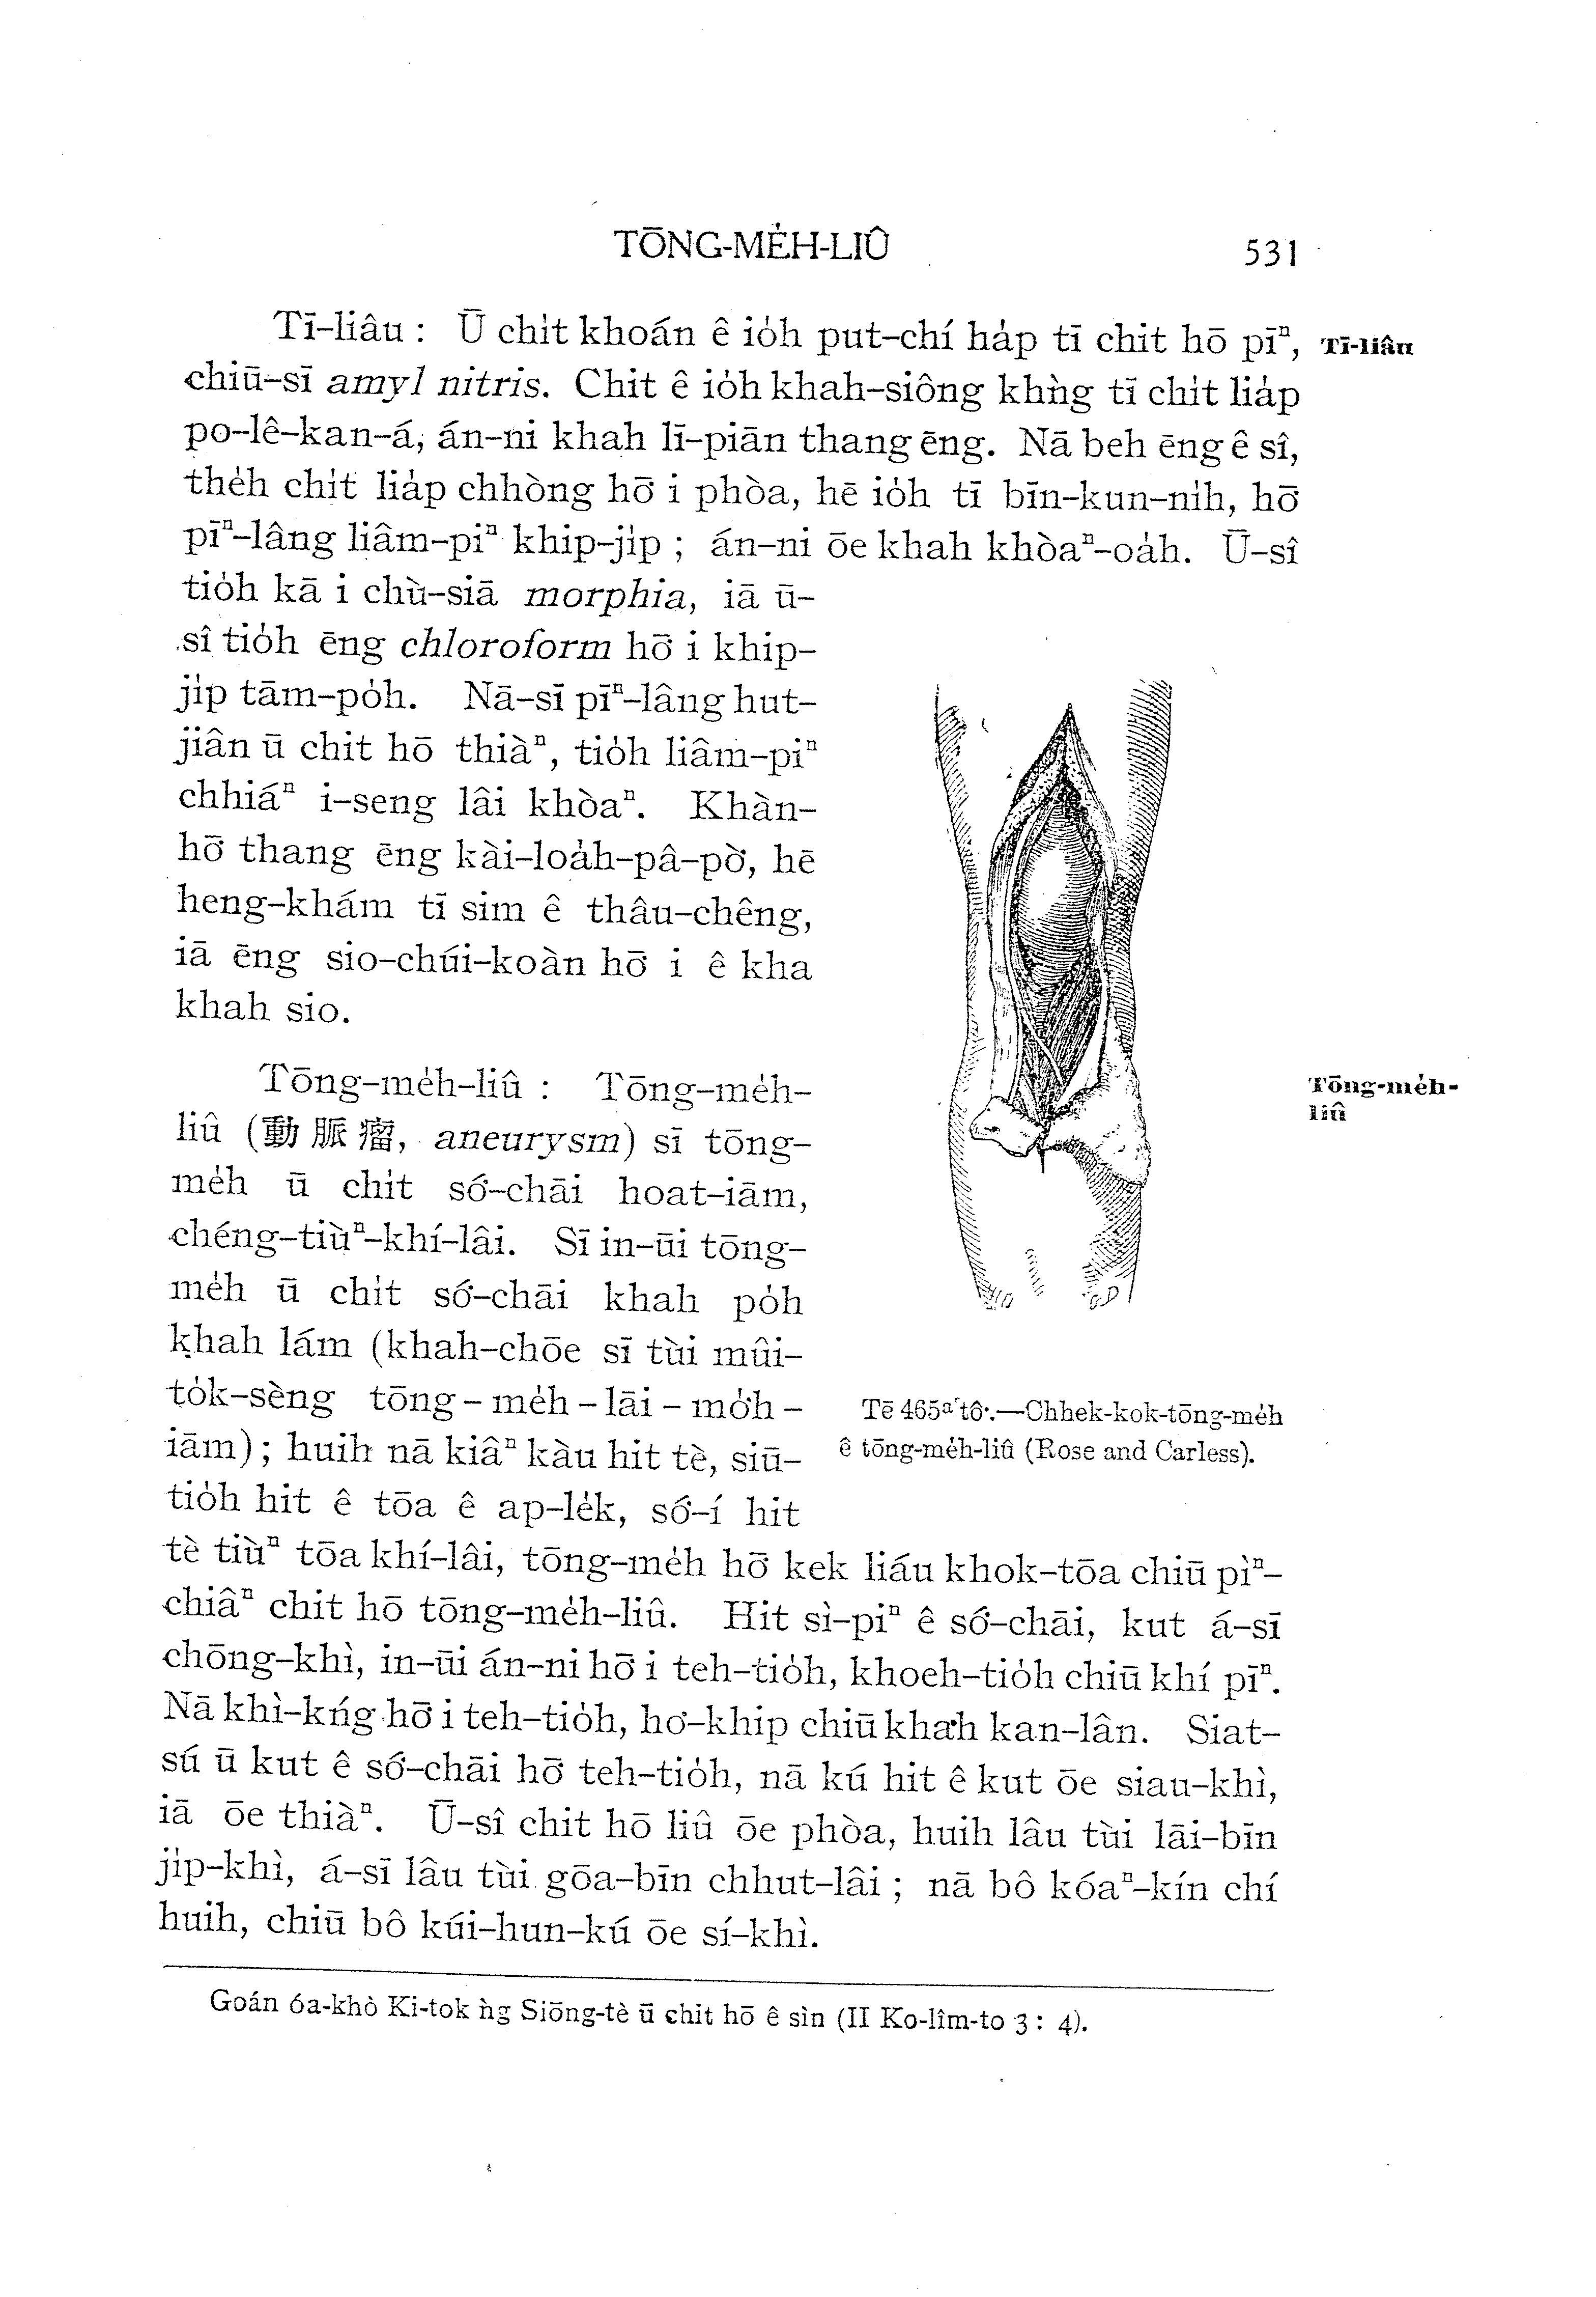 TŌNG-ME̍H-LIÛ
531
Tī-liâu : Ū chi̍t khoán ê io̍h put-chí ha̍p tī chit hō pīⁿ,
Tī-liâu
chiū-sī amyl nitris. Chit ê io̍h khah-siông khǹg tī chi̍t lia̍p
po-lê-kan-á, án-ni khah lī-piān thang ēng. Nā beh ēng ê sî,
the̍h chi̍t lia̍p chhòng hō͘ i phòa, hē io̍h tī bīn-kun-ni̍h, hō͘
pīⁿ-lâng liâm-piⁿ khip-ji̍p ; án-ni ōe khah khòaⁿ-oa̍h. Ū-sî
tio̍h kā i chù-siā morphia, iā ū-
sî tio̍h ēng chloroform hō͘ i khip-
ji̍p tām-po̍h. Nā-sī pīⁿ-lâng hut-
jiân ū chit hō thiàⁿ, tio̍h liâm-piⁿ
chhiáⁿ i-seng lâi khòaⁿ. Khàn-
hō͘ thang ēng kài-loa̍h-pâ-pò͘, hē
heng-khám tī sim ê thâu-chêng,
iā ēng sio-chúi-koàn hō͘ i ê kha
khah sio.
Tōng-me̍h-liû : Tōng-me̍h-
Tōng-me̍h-
liû
liû (動脈瘤, aneurysm) sī tōng-
me̍h ū chi̍t só͘-chāi hoat-iām,
chéng-tiùⁿ-khí-lâi. Sī in-ūi tōng-
me̍h ū chi̍t só͘-chāi khah po̍h
khah lám (khah-chōe sī tùi mûi-
to̍k-sèng tōng-me̍h-lāi-mo̍͘h-
iām) ; huih nā kiâⁿ kàu hit tè, siū-
tio̍h hit ê tōa ê ap-le̍k, só͘-í hit
tè tiùⁿ tōa khí-lâi, tōng-me̍h hō͘ kek liáu khok-tōa chiū pìⁿ-
chiâⁿ chit hō tōng-me̍h-liû. Hit sì-piⁿ ê só͘-chāi, kut á-sī
chōng-khì, in-ūi án-ni hō͘ i teh-tio̍h, khoeh-tio̍h chiū khí pīⁿ.
Nā khì-kńg hō͘ i teh-tio̍h, ho͘-khip chiū khah kan-lân. Siat-
sú ū kut ê só͘-chāi hō͘ teh-tio̍h, nā kú hit ê kut ōe siau-khì,
iā ōe thiàⁿ. Ū-sî chit hō liû ōe phòa, huih lâu tùi lāi-bīn
ji̍p-khì, á-sī lâu tùi gōa-bīn chhut-lâi ; nā bô kóaⁿ-kín chí
huih, chiū bô kúi-hun-kú ōe sí-khì.
Tē 465ᵃ tô͘.—Chhek-kok-tōng-me̍h
ê tōng-me̍h-liû (Rose and Carless).
Goán óa-khò Ki-tok ǹg Siōng-tè ū chit hō ê sìn (II Ko-lîm-to 3 : 4).